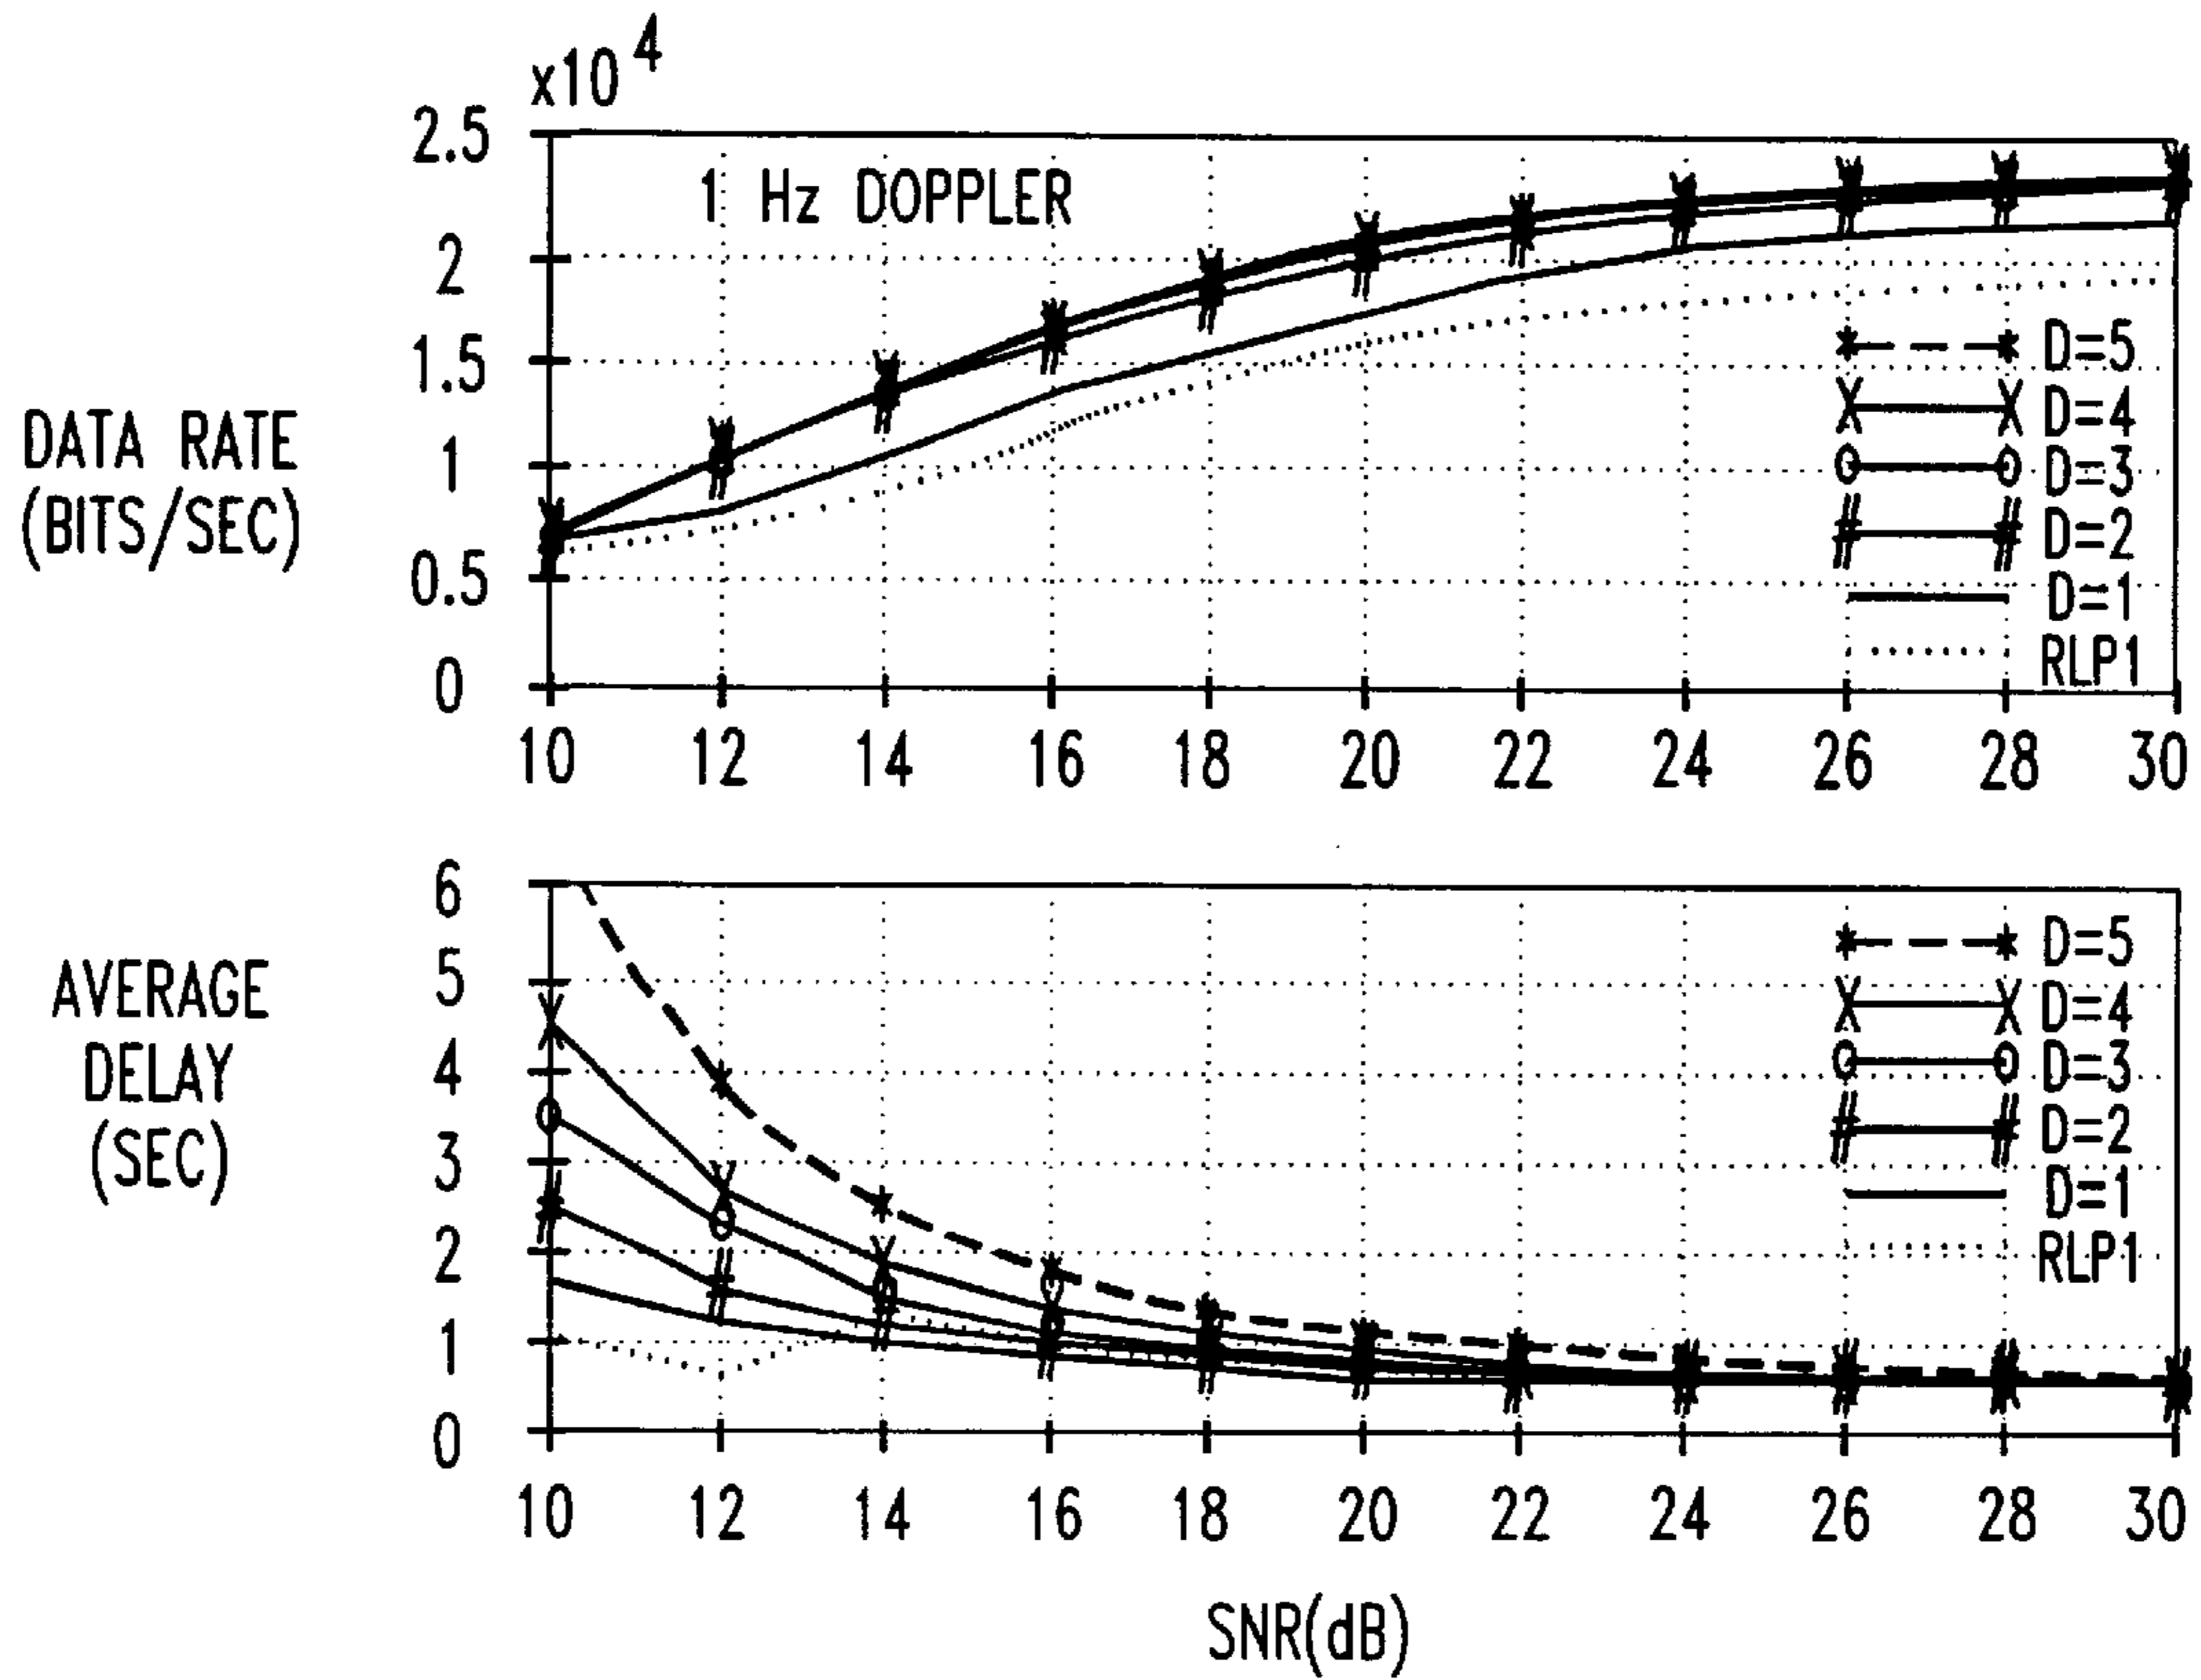 x10 4
2.5
1 Hz DOPPLER
2
1.5
1
0.5
0
DATA RATE
(BITS/SEC)
D=5
D=4
D=3
D=2
D=1
RLP1
10 12 14 16 18 20 22 24 26 28 30
6
5
4
3
2
1
0
AVERAGE
DELAY
(SEC)
D=5
D=4
D=3
D=2
D=1
RLP1
10 12 14 16 18 20 22 24 26 28 30
SNR(dB)